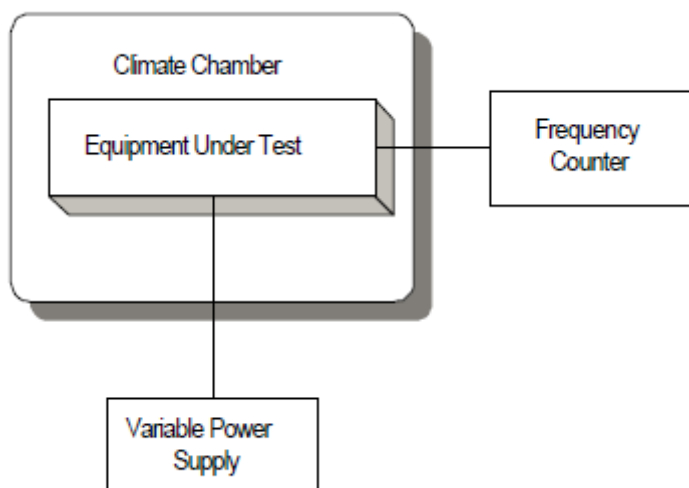 Climate Chamber
Equipment Under Test
Frequency
Counter
Variable Power
Supply